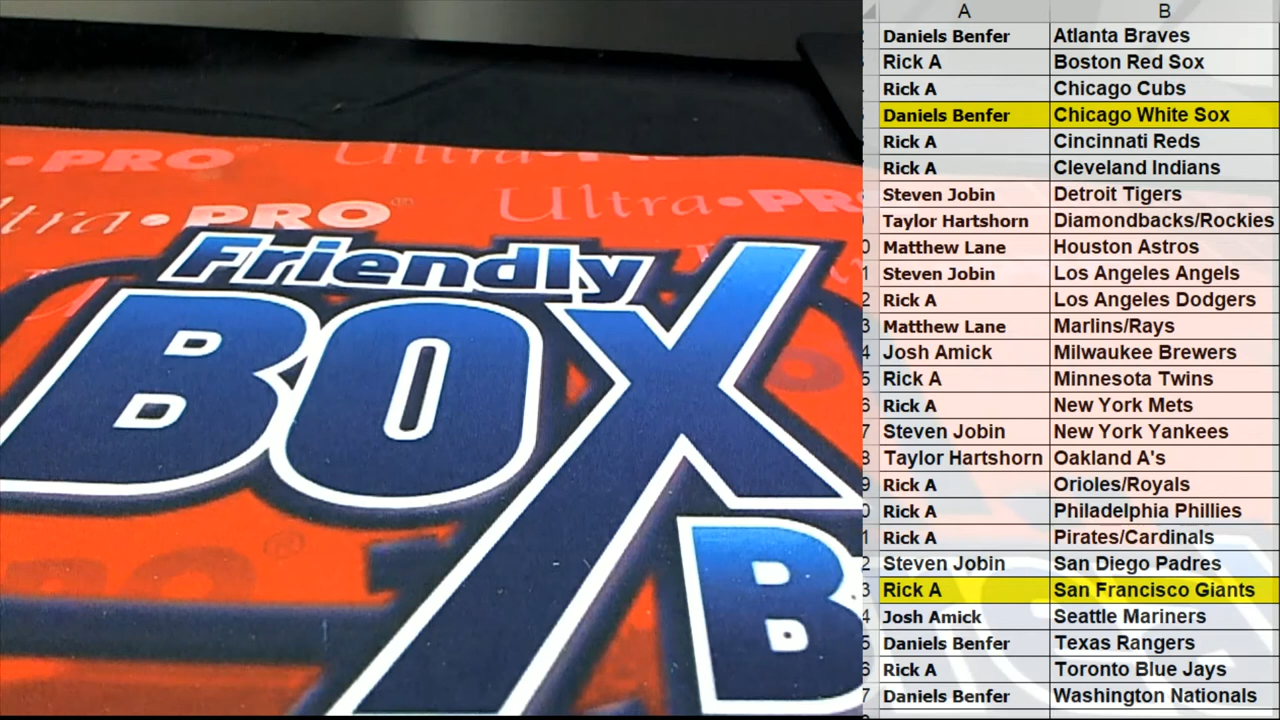 A B
Daniels Benfer Atlanta Braves
Rick A Boston Red Sox
Rick A Chicago Cubs
Daniels Benfer Chicago White Sox
Rick A Cincinnati Reds
Rick A Cleveland Indians
Steven Jobin Detroit Tigers
Taylor Hartshorn Diamondbacks/Rockies
Matthew Lane Houston Astros
Steven Jobin Los Angeles Angels
Rick A Los Angeles Dodgers
Matthew Lane Marlins/Rays
Josh Amick Milwaukee Brewers
Rick A Minnesota Twins
Rick A New York Mets
Steven Jobin New York Yankees
Taylor Hartshorn Oakland A's
Rick A Orioles/Royals
Rick A Philadelphia Phillies
Rick A Pirates/Cardinals
Steven Jobin San Diego Padres
Rick A San Francisco Giants
Josh Amick Seattle Mariners
Daniels Benfer Texas Rangers
Rick A Toronto Blue Jays
Daniels Benfer Washington Nationals
•PRO Ultra•PRO
tra•PRO® Ultra•PRO
Friendly
BOX
B